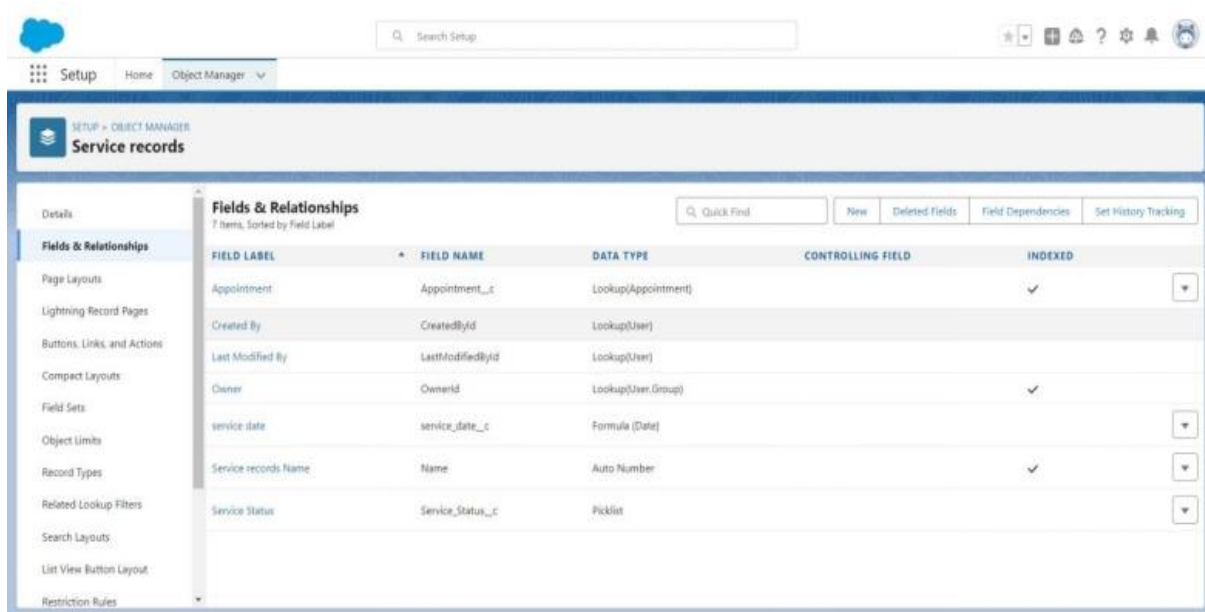 Search Setup
Setup Home Object Manager
SETUP > OBJECT MANAGER
Service records
Details
Fields & Relationships
Page Layouts
Lightning Record Pages
Buttons, Links, and Actions
Compact Layouts
Field Sets
Object Limits
Record Types
Related Lookup Filters
Search Layouts
List View Button Layout
Restriction Rules
Fields & Relationships
7 Items, Sorted by Field Label
Quick Find New Deleted Fields Field Dependencies Set History Tracking
FIELD LABEL FIELD NAME DATA TYPE CONTROLLING FIELD INDEXED
Appointment Appointment__c Lookup(Appointment)
Created By CreatedById Lookup(User)
Last Modified By LastModifiedById Lookup(User)
Owner OwnerId Lookup(User,Group)
service date service_date__c Formula (Date)
Service records Name Name Auto Number
Service Status Service_Status__c Picklist